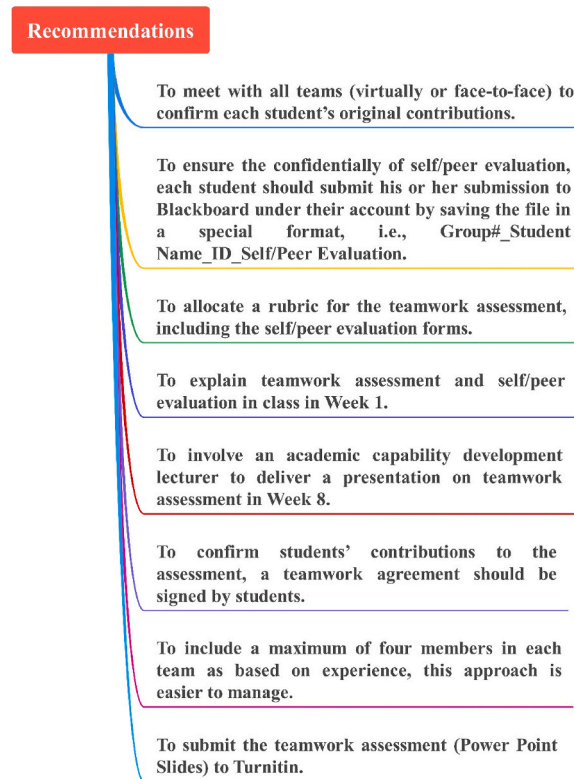 Recommendations
To meet with all teams (virtually or face-to-face) to
confirm each student's original contributions.
To ensure the confidentially of self/peer evaluation,
each student should submit his or her submission to
Blackboard under their account by saving the file in
a special format, i.e., Group#_Student
Name_ID_Self/Peer Evaluation.
To allocate a rubric for the teamwork assessment,
including the self/peer evaluation forms.
To explain teamwork assessment and self/peer
evaluation in class in Week 1.
To involve an academic capability development
lecturer to deliver a presentation on teamwork
assessment in Week 8.
To confirm students' contributions to the
assessment, a teamwork agreement should be
signed by students.
To include a maximum of four members in each
team as based on experience, this approach is
easier to manage.
To submit the teamwork assessment (Power Point
Slides) to Turnitin.